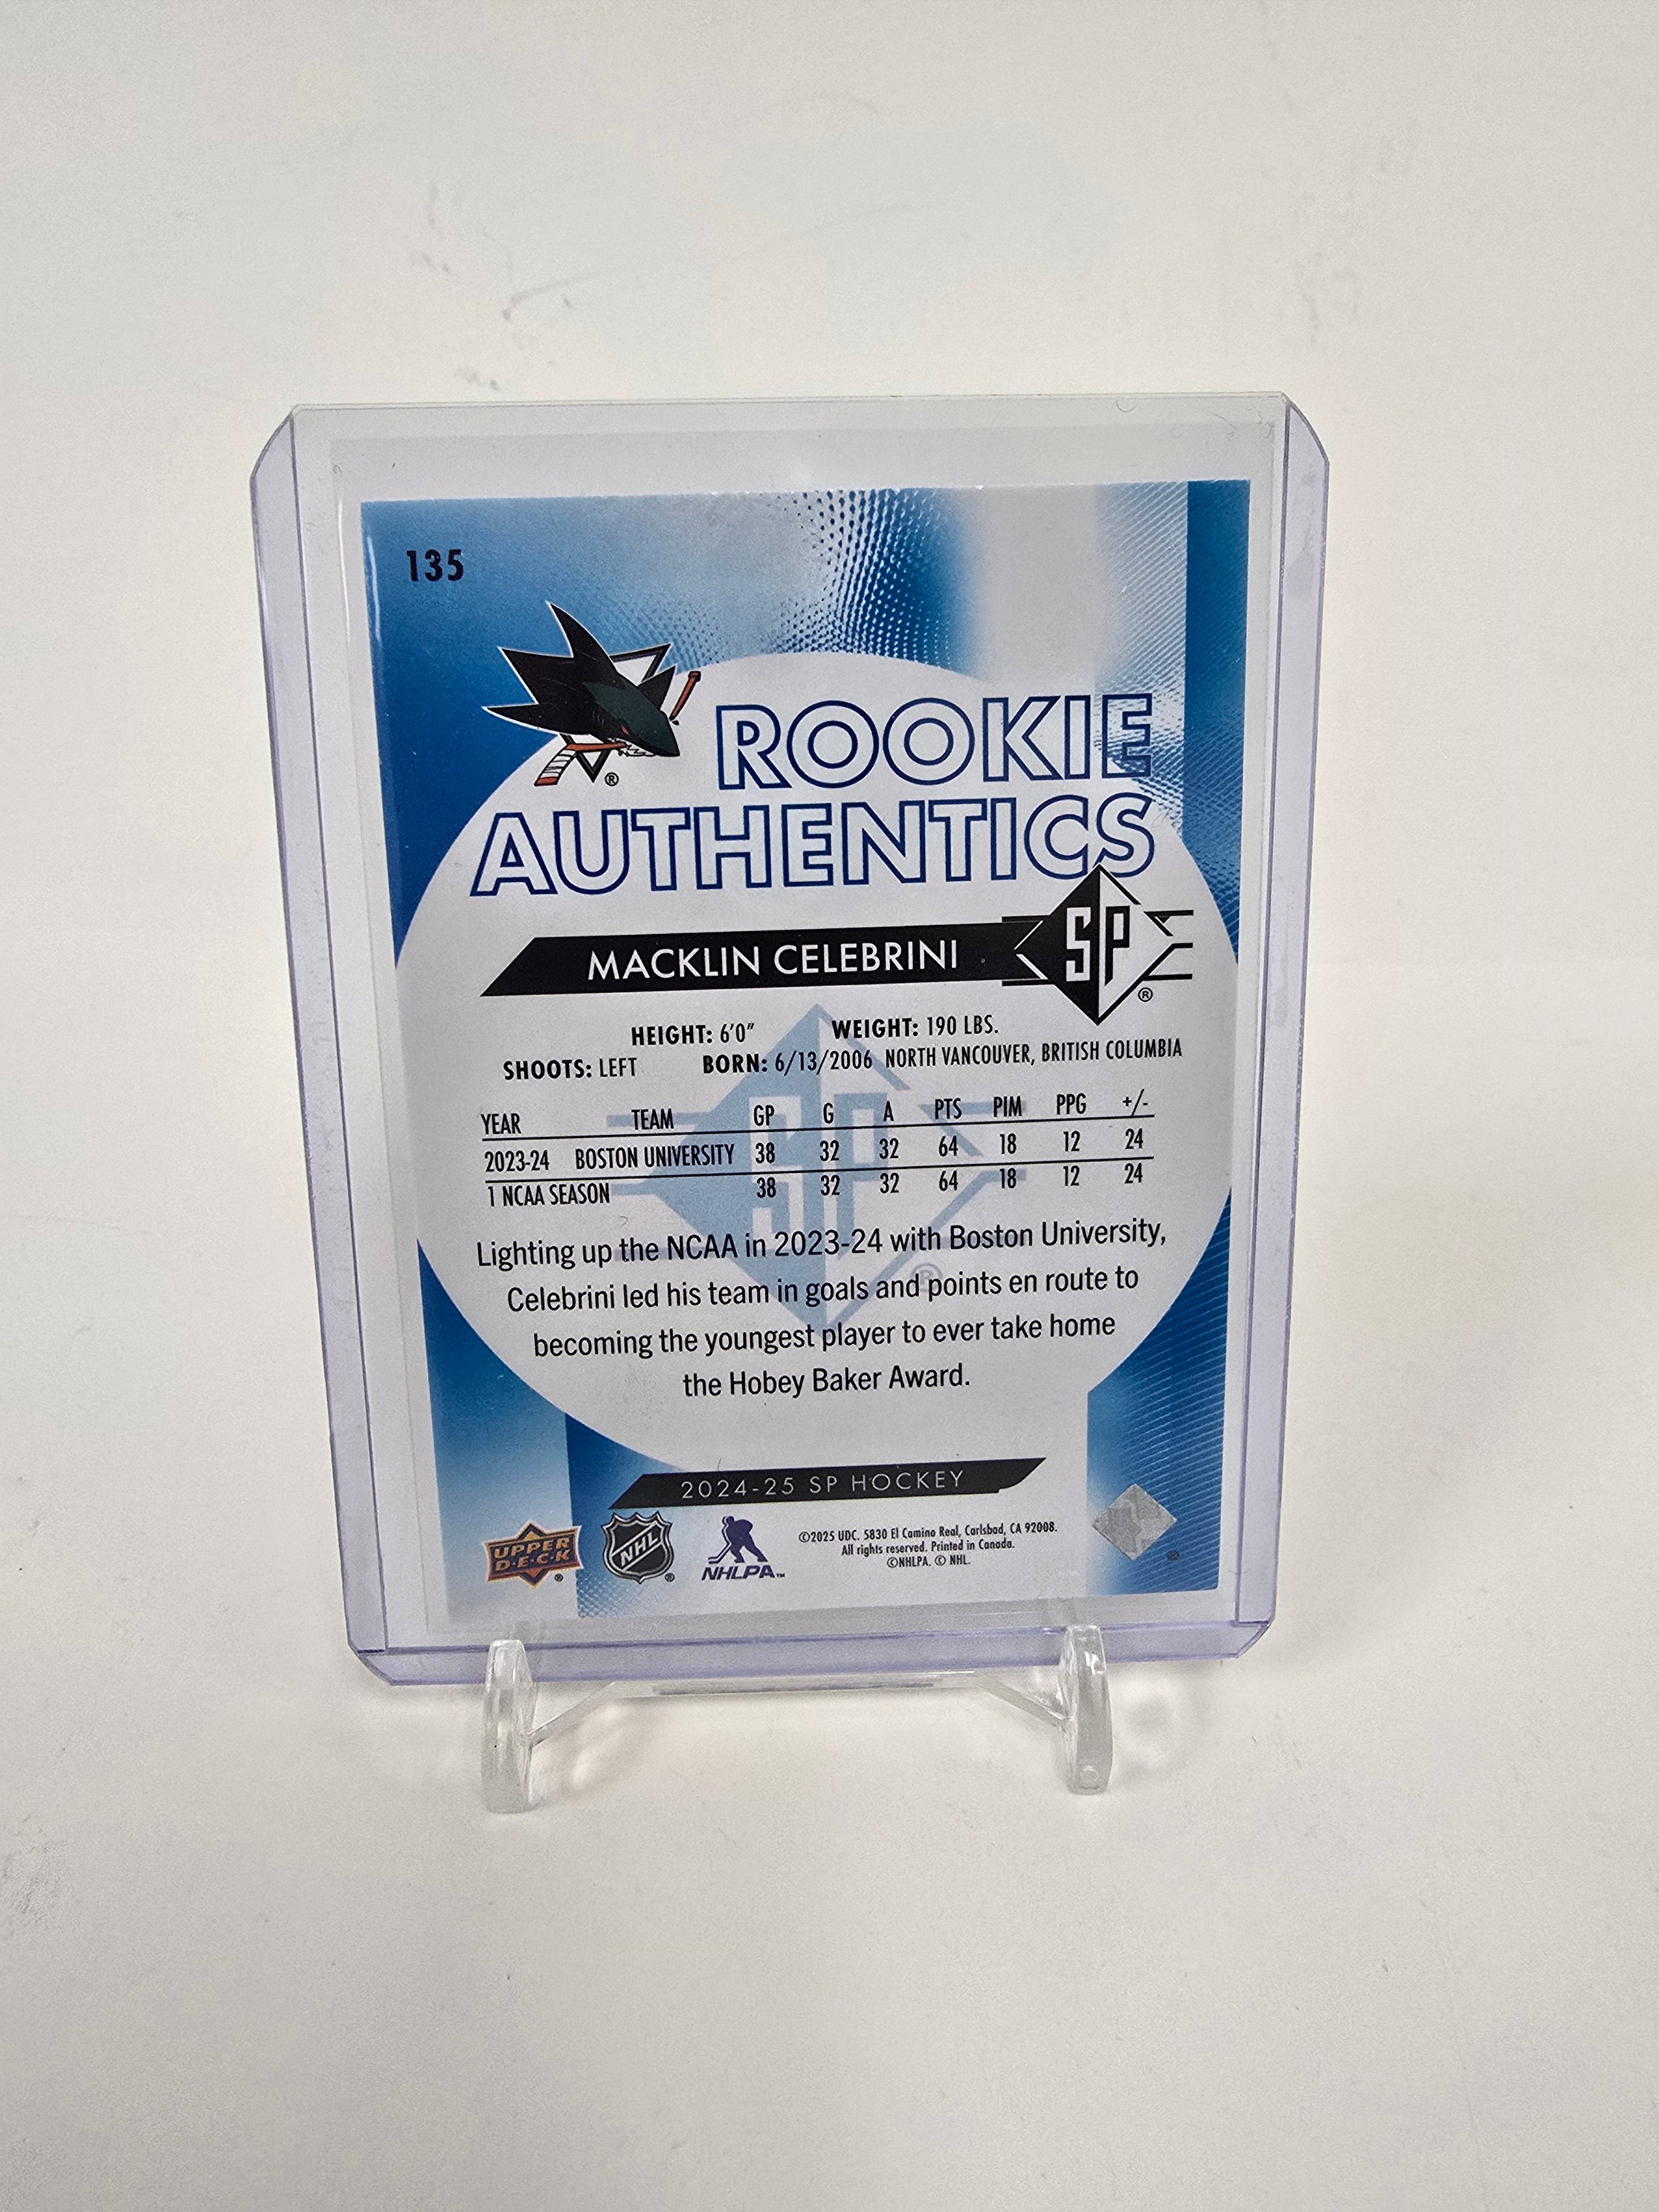 135
ROOKIE
AUTHENTICS
MACKLIN CELEBRINI
SP®
HEIGHT: 6'0" WEIGHT: 190 LBS.
SHOOTS: LEFT BORN: 6/13/2006 NORTH VANCOUVER, BRITISH COLUMBIA
YEAR TEAM GP G A PTS PIM PPG +/-
2023-24 BOSTON UNIVERSITY 38 32 32 64 18 12 24
1 NCAA SEASON 38 32 32 64 18 12 24
Lighting up the NCAA in 2023-24 with Boston University,
Celebrini led his team in goals and points en route to
becoming the youngest player to ever take home
the Hobey Baker Award.
2024-25 SP HOCKEY
UPPER
D·E·C·K®
NHL®
NHLPA™
©2025 UDC. 5830 El Camino Real, Carlsbad, CA 92008.
All rights reserved. Printed in Canada.
©NHLPA. © NHL.